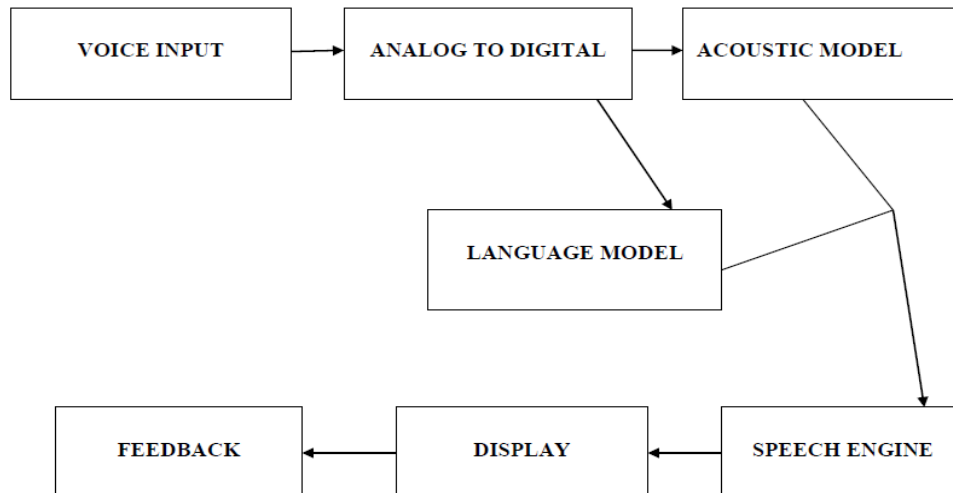 VOICE INPUT
ANALOG TO DIGITAL
ACOUSTIC MODEL
LANGUAGE MODEL
FEEDBACK
DISPLAY
SPEECH ENGINE